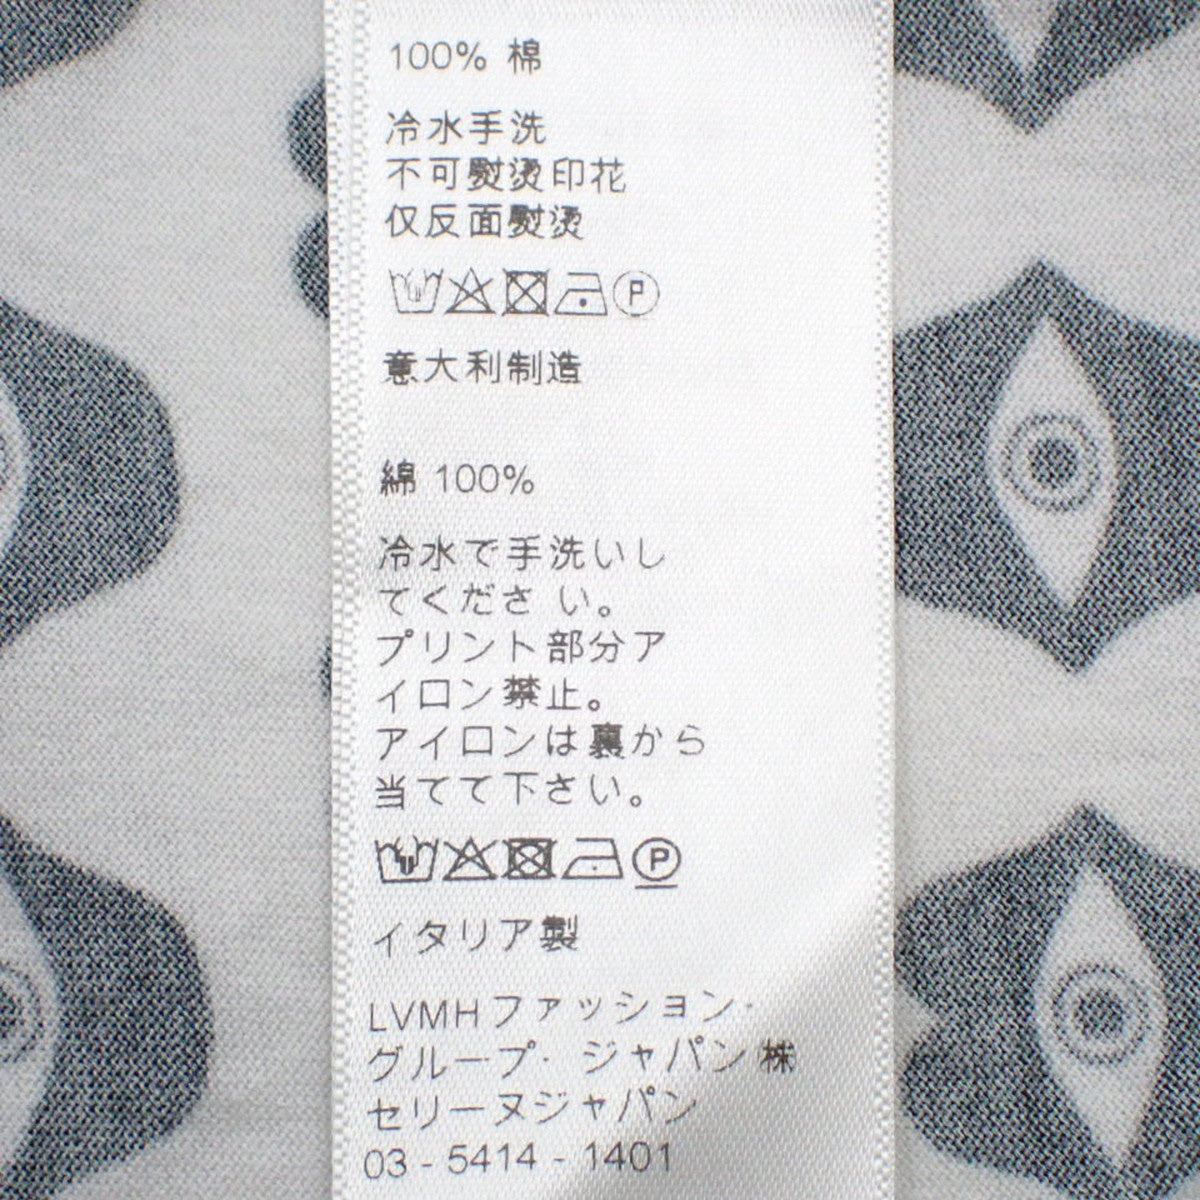 100% 棉
冷水手洗
不可熨烫印花
仅反面熨烫
P
意大利制造
綿 100%
冷水で手洗いし
てくださ い。
プリント部分ア
イロン禁止。
アイロンは裏から
当てて下さい。
P
イタリア製
LVMHファッション·
グループ· ジャパン㈱
セリーヌジャパン
03 - 5414 - 1401